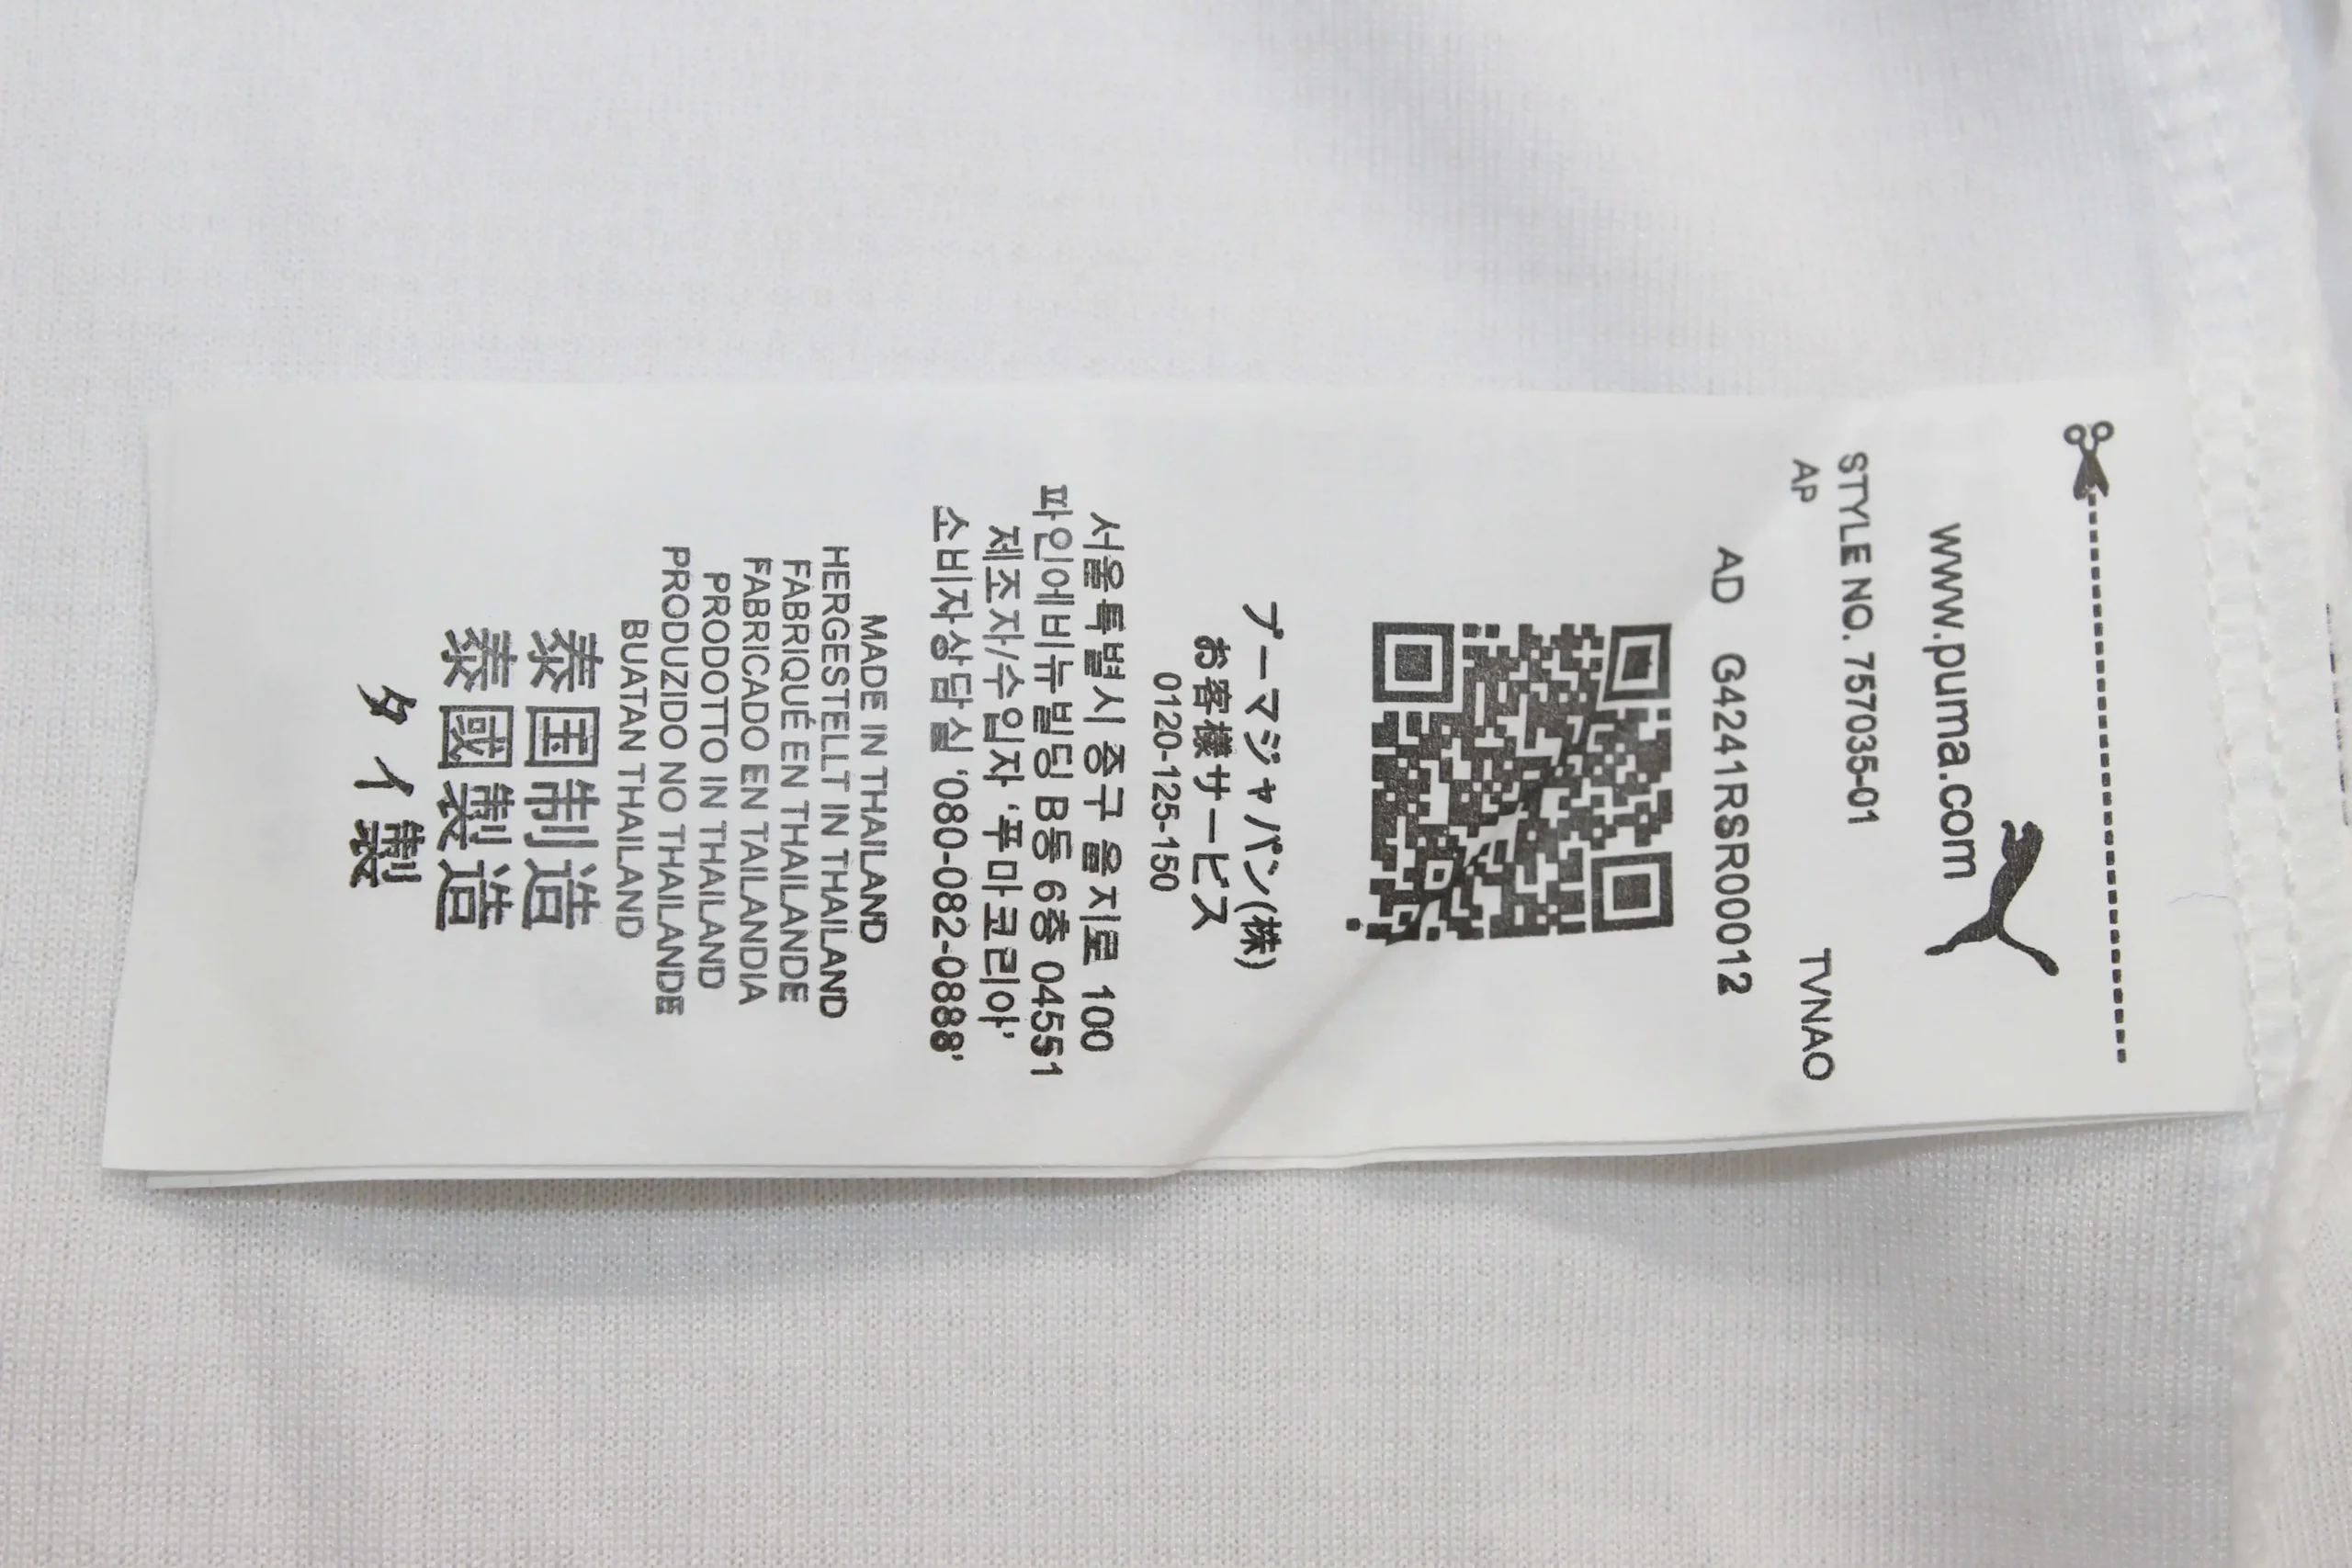 www.puma.com
STYLE NO. 757035-01
AP TVNAO
AD G4241RSR00012
プーマジャパン(株)
お客様サービス
0120-125-150
서울특별시 중구 을지로 100
파인에비뉴빌딩 B동 6층 04551
제조자/수입자 '푸마코리아'
소비자상담실 '080-082-0888'
MADE IN THAILAND
HERGESTELLT IN THAILAND
FABRIQUÉ EN THAILANDE
FABRICADO EN TAILANDIA
PRODOTTO IN THAILAND
PRODUZIDO NO THAILANDE
BUATAN THAILAND
泰国制造
泰國製造
タイ製